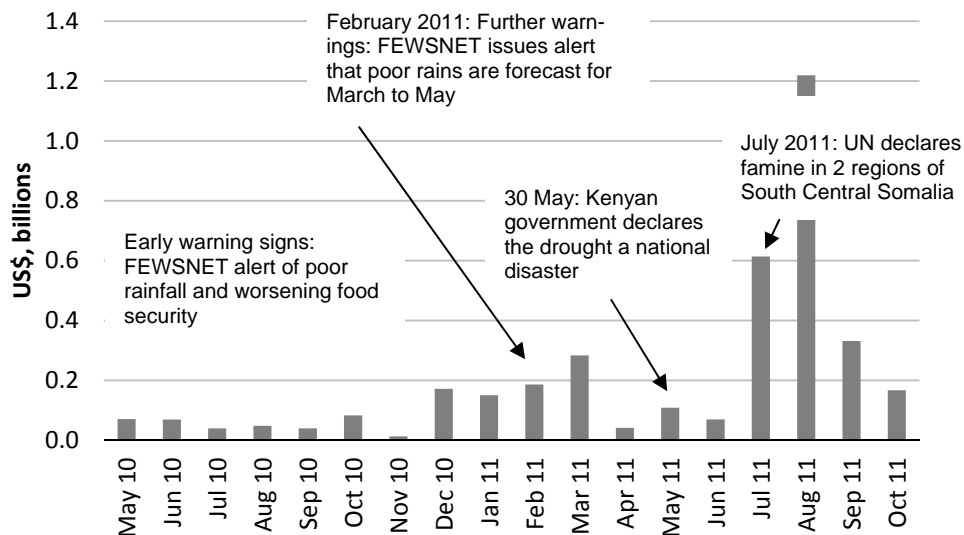 1.4
1.2
1.0
0.8
0.6
0.4
0.2
0.0
US$, billions
February 2011: Further warn-
ings: FEWSNET issues alert
that poor rains are forecast for
March to May
July 2011: UN declares
famine in 2 regions of
South Central Somalia
30 May: Kenyan
government declares
the drought a national
disaster
Early warning signs:
FEWSNET alert of poor
rainfall and worsening food
security
May 10
Jun 10
Jul 10
Aug 10
Sep 10
Oct 10
Nov 10
Dec 10
Jan 11
Feb 11
Mar 11
Apr 11
May 11
Jun 11
Jul 11
Aug 11
Sep 11
Oct 11